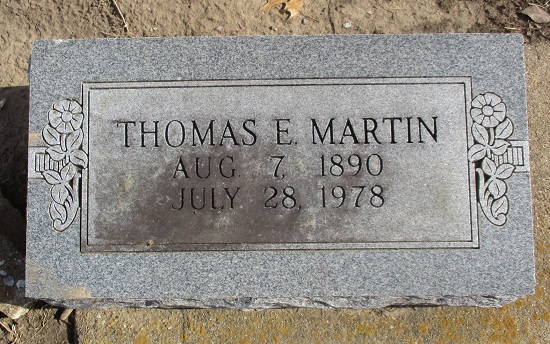 THOMAS E. MARTIN
AUG. 7, 1890
JULY 28, 1978